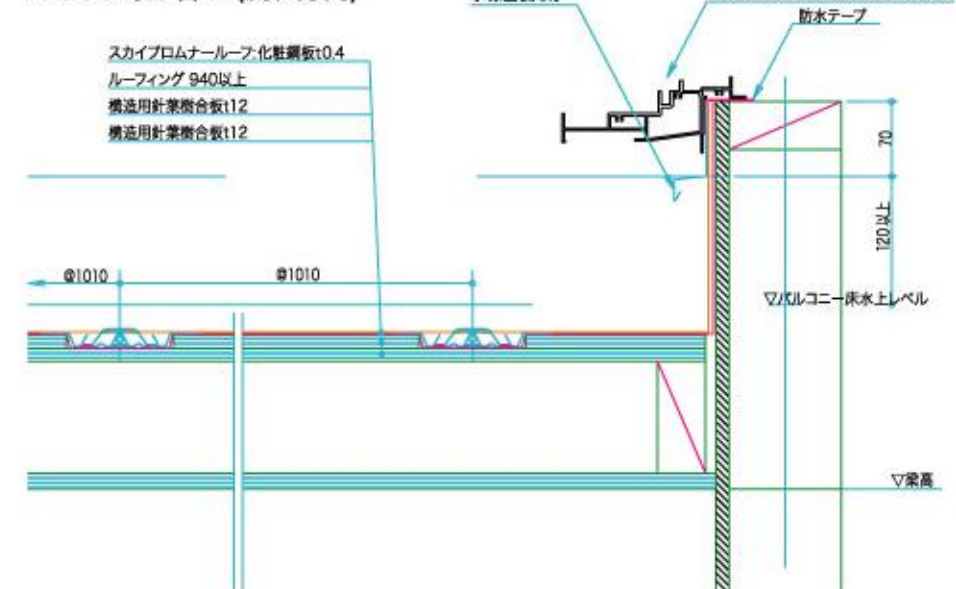 防水テープ
スカイプロムナールーフ:化粧鋼板t0.4
ルーフィング 940以上
構造用針葉樹合板t12
構造用針葉樹合板t12
70
120以上
@1010
@1010
▽バルコニー床水上レベル
▽梁高